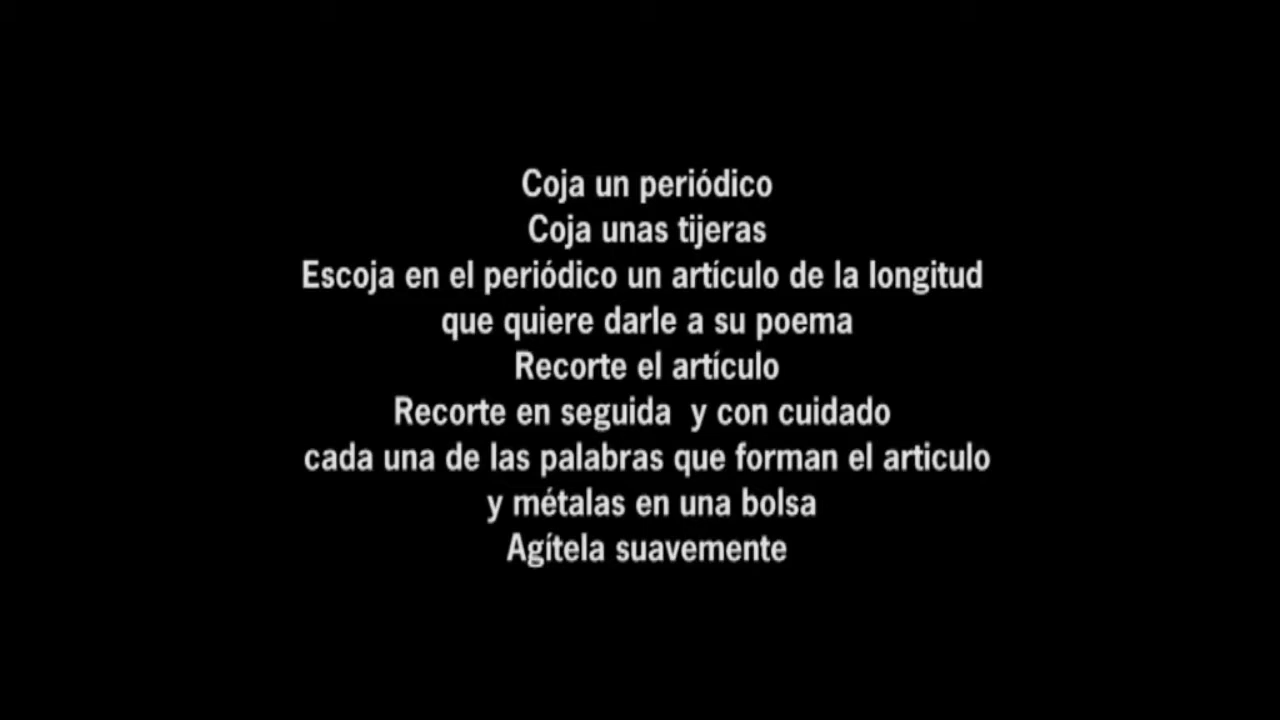 Coja un periódico
Coja unas tijeras
Escoja en el periódico un artículo de la longitud
que quiere darle a su poema
Recorte el artículo
Recorte en seguida  y con cuidado
cada una de las palabras que forman el articulo
y métalas en una bolsa
Agítela suavemente